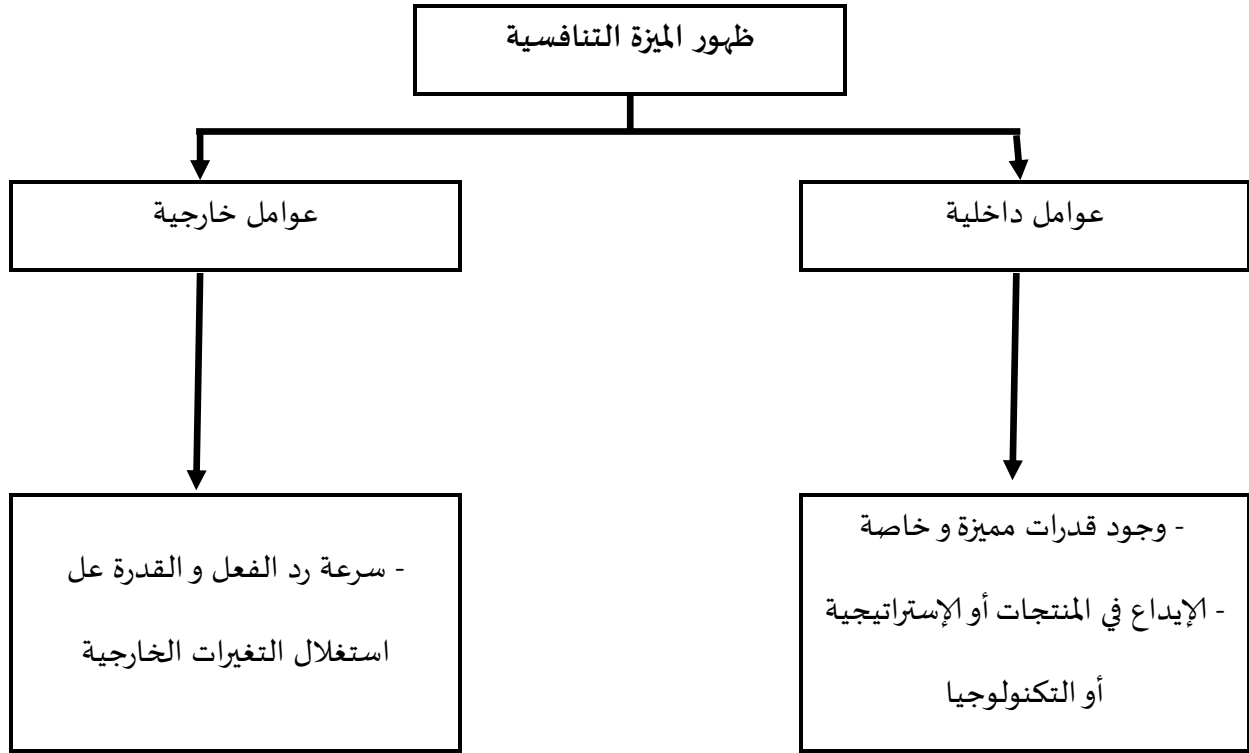 ظهور الميزة التنافسية
عوامل داخلية
عوامل خارجية
- وجود قدرات مميزة و خاصة
- الإيداع في المنتجات أو الإستراتيجية
أو التكنولوجيا
- سرعة رد الفعل و القدرة عل
استغلال التغيرات الخارجية